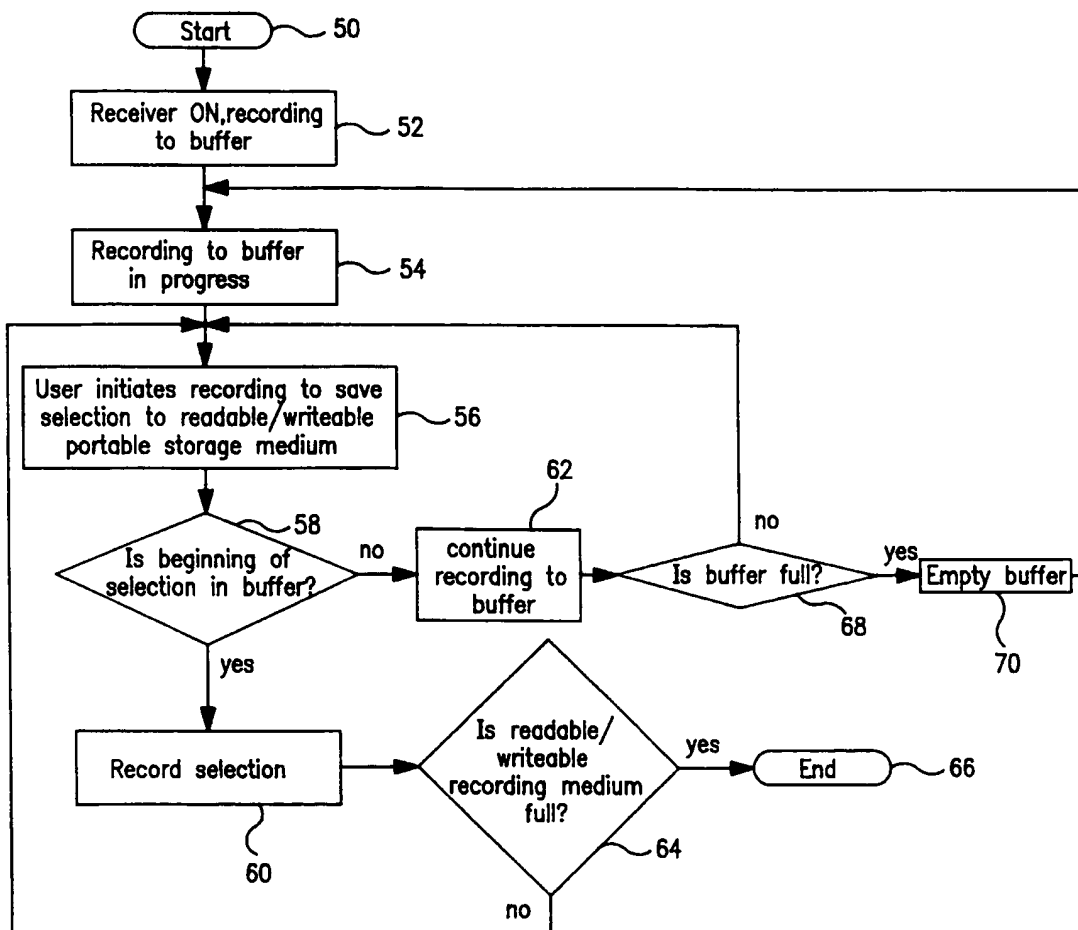 Start
50
Receiver ON,recording
to buffer
52
Recording to buffer
in progress
54
User initiates recording to save
selection to readable/writeable
portable storage medium
56
58
Is beginning of
selection in buffer?
no
62
continue
recording to
buffer
no
Is buffer full?
68
yes
Empty buffer
70
yes
Record selection
60
Is readable/
writeable
recording medium
full?
64
yes
End
66
no